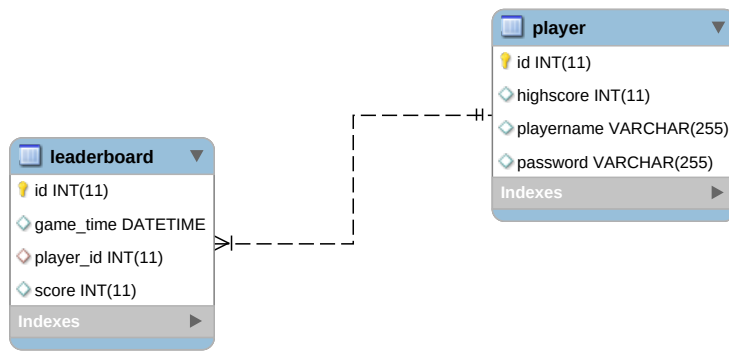 player
id INT(11)
highscore INT(11)
playername VARCHAR(255)
password VARCHAR(255)
Indexes
leaderboard
id INT(11)
game_time DATETIME
player_id INT(11)
score INT(11)
Indexes